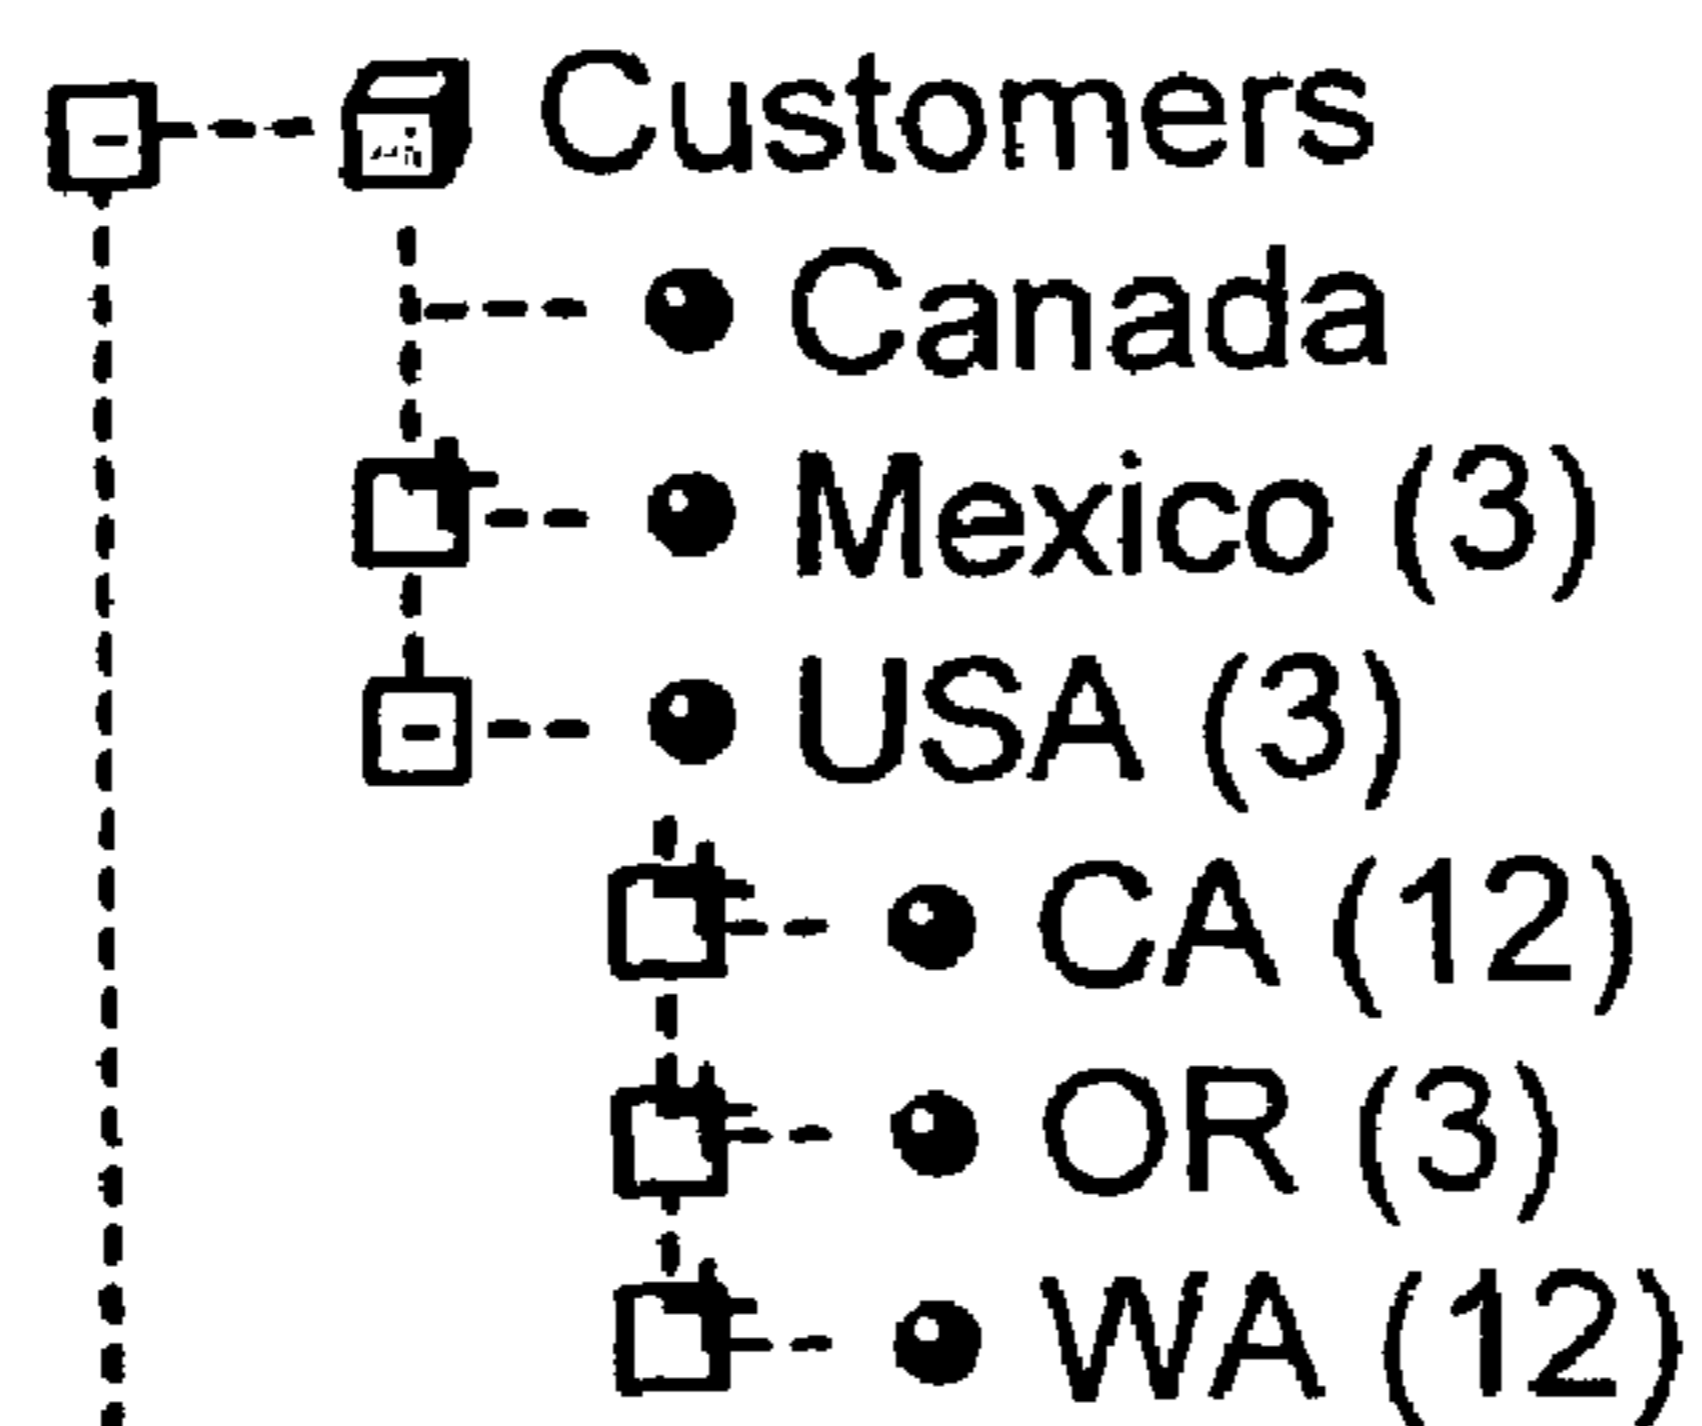 Customers
Canada
Mexico (3)
USA (3)
CA (12)
OR (3)
WA (12)